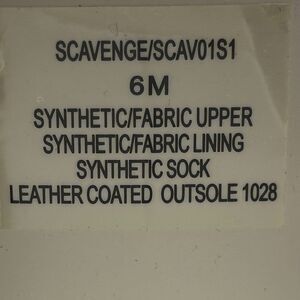 SCAVENGE/SCAV01S1
6M
SYNTHETIC/FABRIC UPPER
SYNTHETIC/FABRIC LINING
SYNTHETIC SOCK
LEATHER COATED OUTSOLE 1028